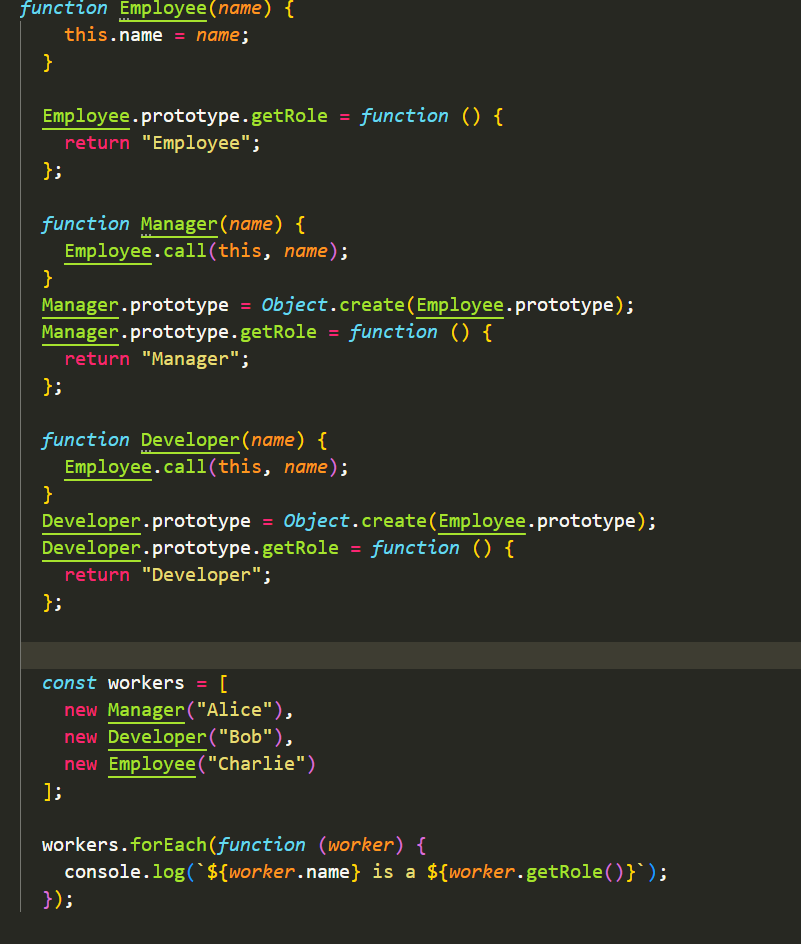 function Employee(name) {
this.name = name;
}
Employee.prototype.getRole = function () {
return "Employee";
};
function Manager(name) {
Employee.call(this, name);
}
Manager.prototype = Object.create(Employee.prototype);
Manager.prototype.getRole = function () {
return "Manager";
};
function Developer(name) {
Employee.call(this, name);
}
Developer.prototype = Object.create(Employee.prototype);
Developer.prototype.getRole = function () {
return "Developer";
};
const workers = [
new Manager("Alice"),
new Developer("Bob"),
new Employee("Charlie")
];
workers.forEach(function (worker) {
console.log(`${worker.name} is a ${worker.getRole()}`);
});